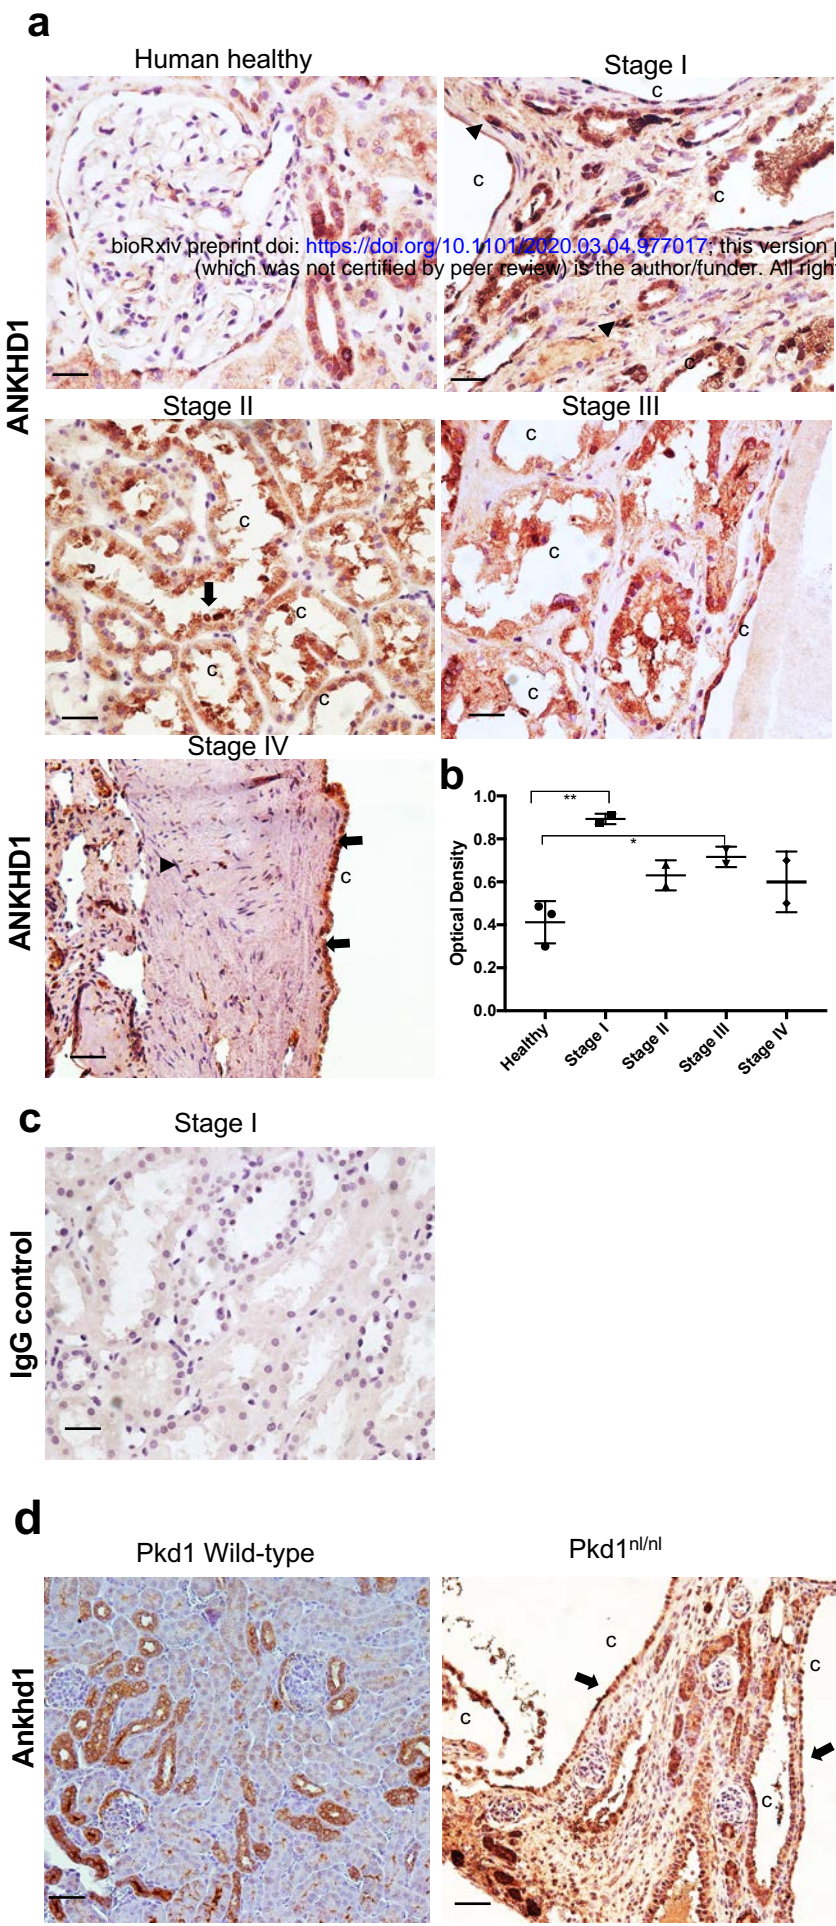 a
Human healthy
Stage I
c
c
c
bioRxiv preprint doi: https://doi.org/10.1101/2020.03.04.977017; this version p
(which was not certified by peer review) is the author/funder. All right
c
ANKHD1
Stage II
Stage III
c
c
c
c
c
c
c
c
Stage IV
ANKHD1
c
b
**
*
1.0
0.8
0.6
0.4
0.2
0.0
Optical Density
Healthy
Stage I
Stage II
Stage III
Stage IV
c
Stage I
IgG control
d
Pkd1 Wild-type
Pkd1nl/nl
Ankhd1
c
c
c
c